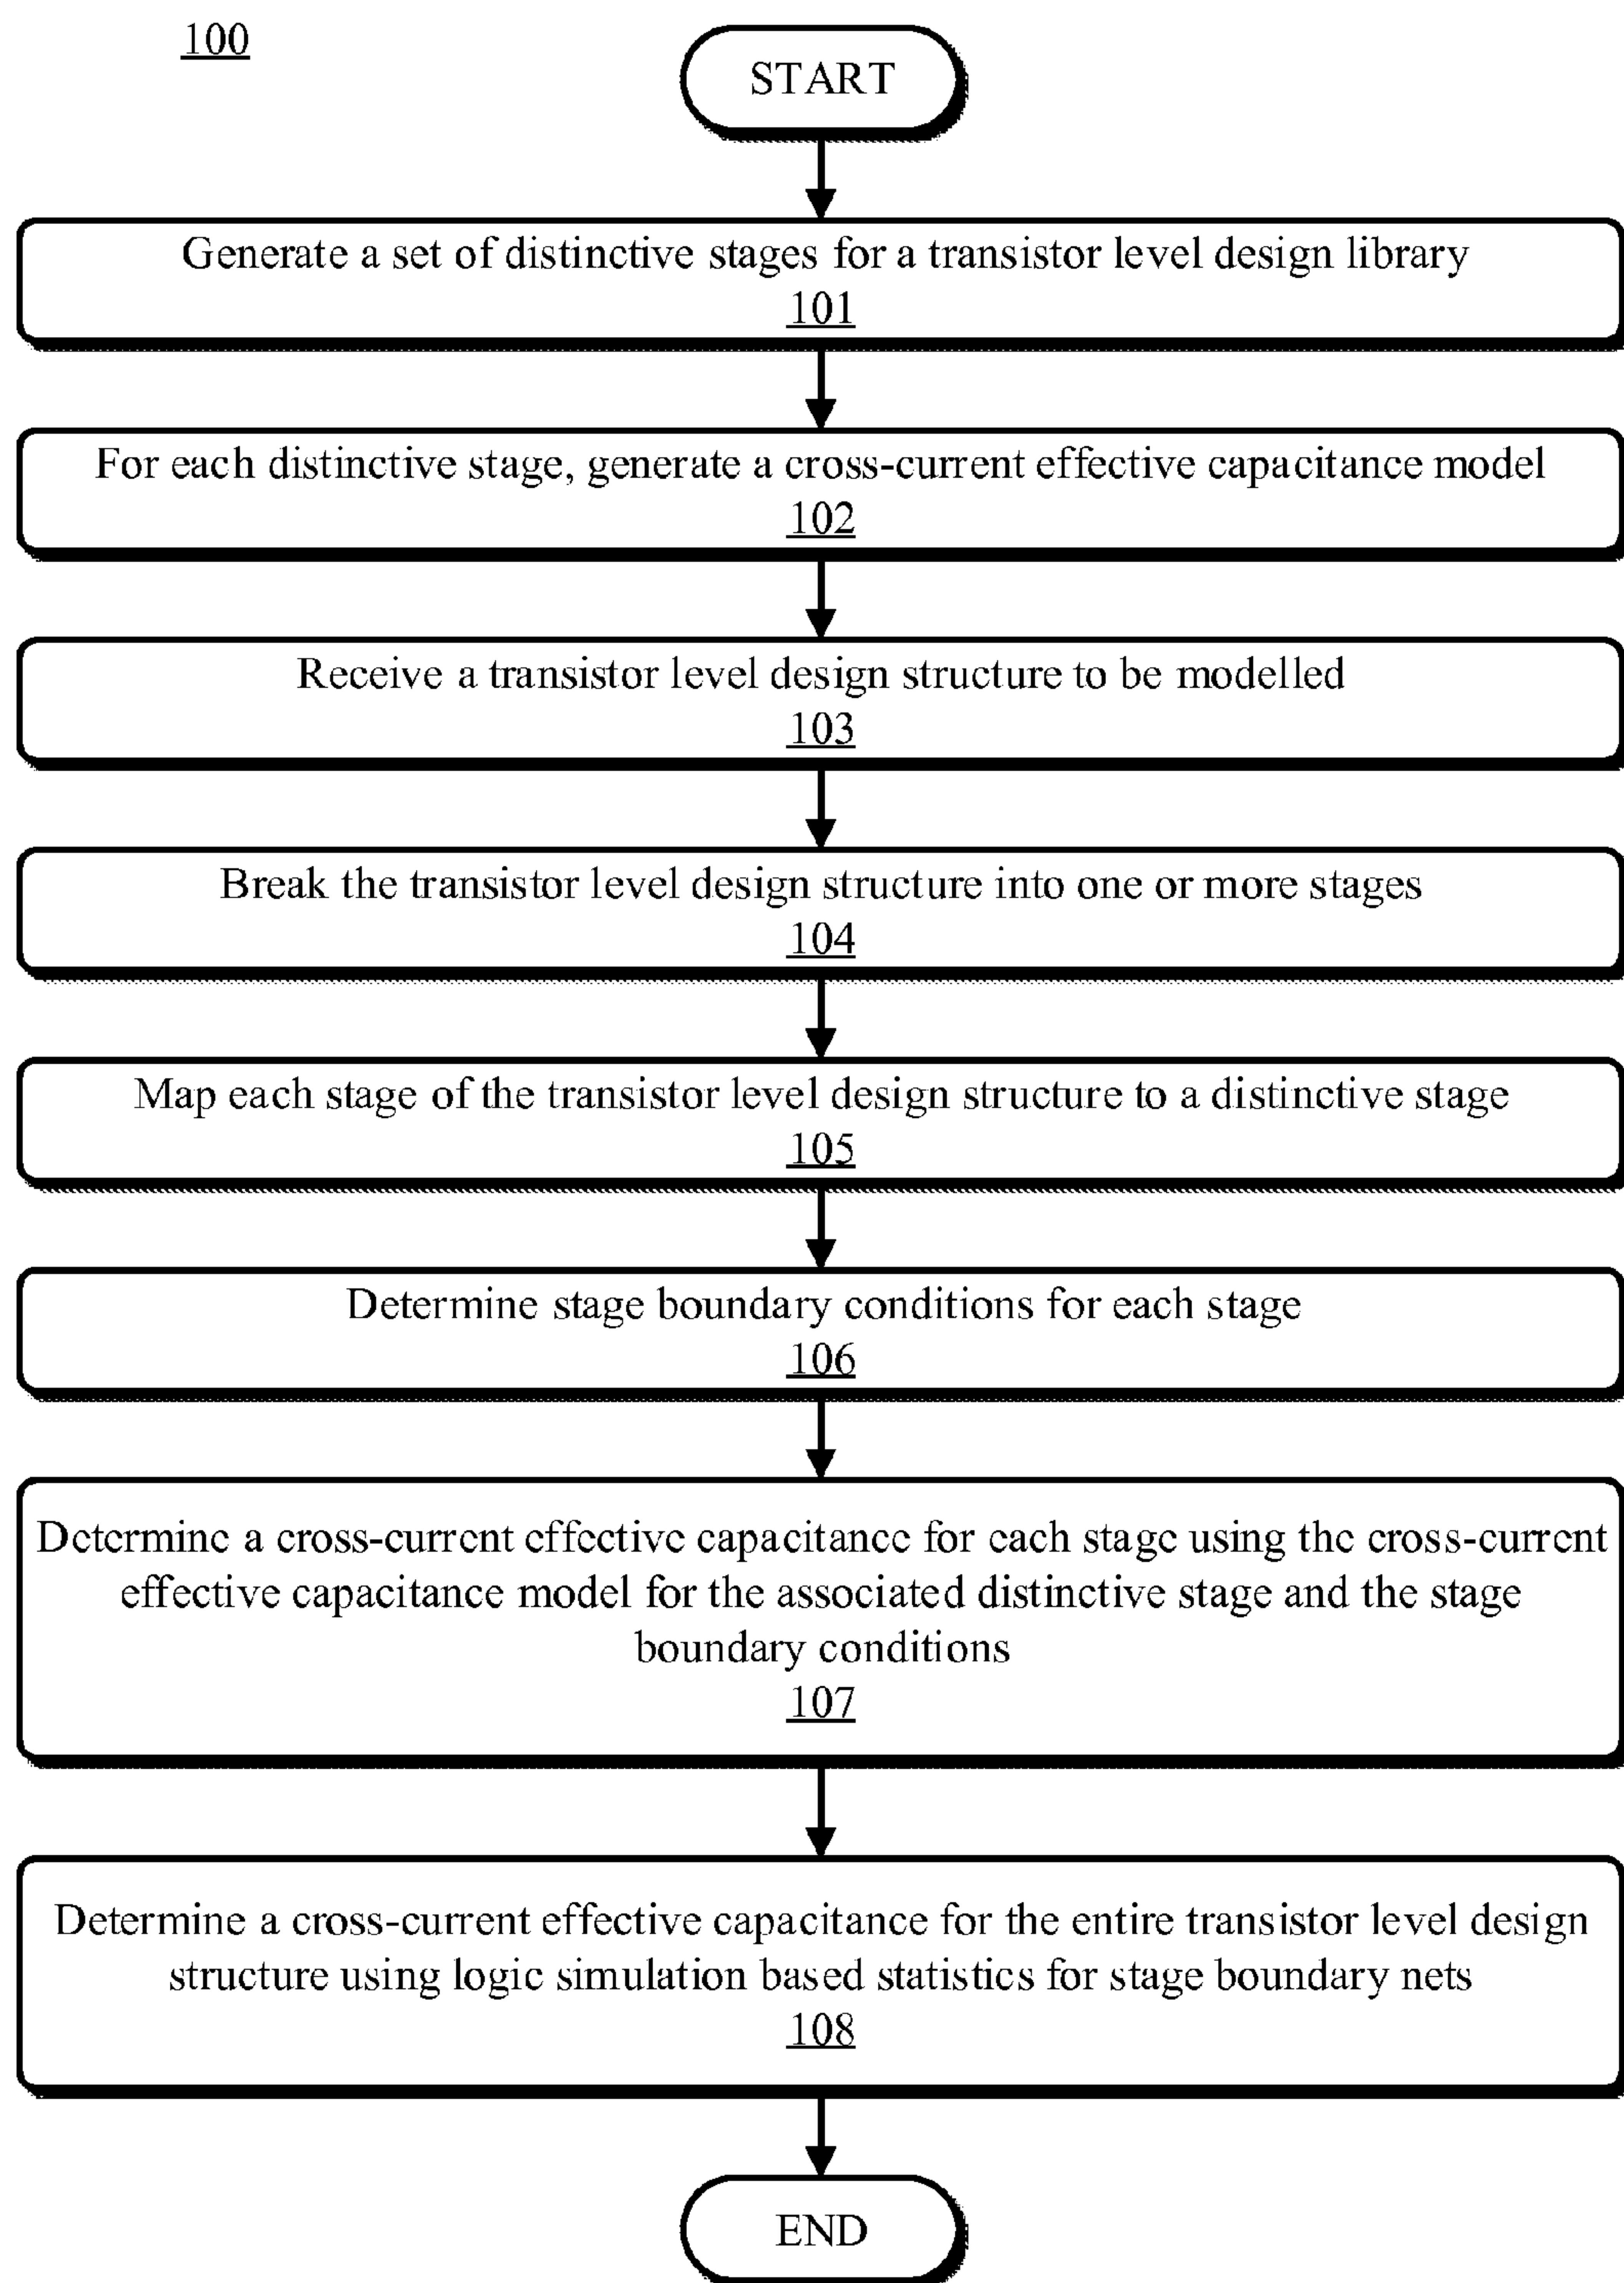 100
START
Generate a set of distinctive stages for a transistor level design library
101
For each distinctive stage, generate a cross-current effective capacitance model
102
Receive a transistor level design structure to be modelled
103
Break the transistor level design structure into one or more stages
104
Map each stage of the transistor level design structure to a distinctive stage
105
Determine stage boundary conditions for each stage
106
Determine a cross-current effective capacitance for each stage using the cross-current
effective capacitance model for the associated distinctive stage and the stage
boundary conditions
107
Determine a cross-current effective capacitance for the entire transistor level design
structure using logic simulation based statistics for stage boundary nets
108
END